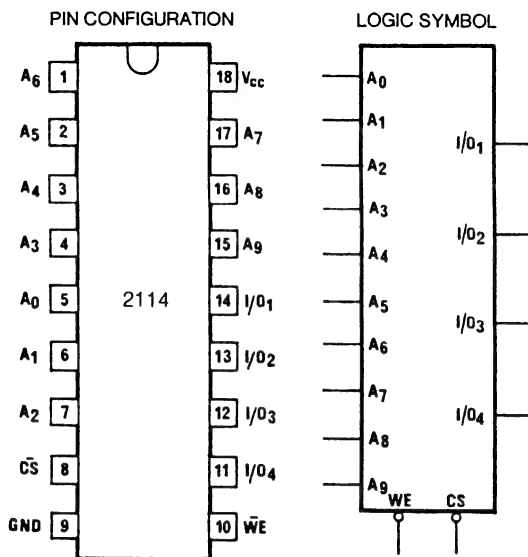 PIN CONFIGURATION
A6 1
A5 2
A4 3
A3 4
A0 5
A1 6
A2 7
C̅S̅ 8
GND 9
2114
18 Vcc
17 A7
16 A8
15 A9
14 I/O1
13 I/O2
12 I/O3
11 I/O4
10 W̅E̅
LOGIC SYMBOL
A0
A1
A2
A3
A4
A5
A6
A7
A8
A9
I/O1
I/O2
I/O3
I/O4
WE CS